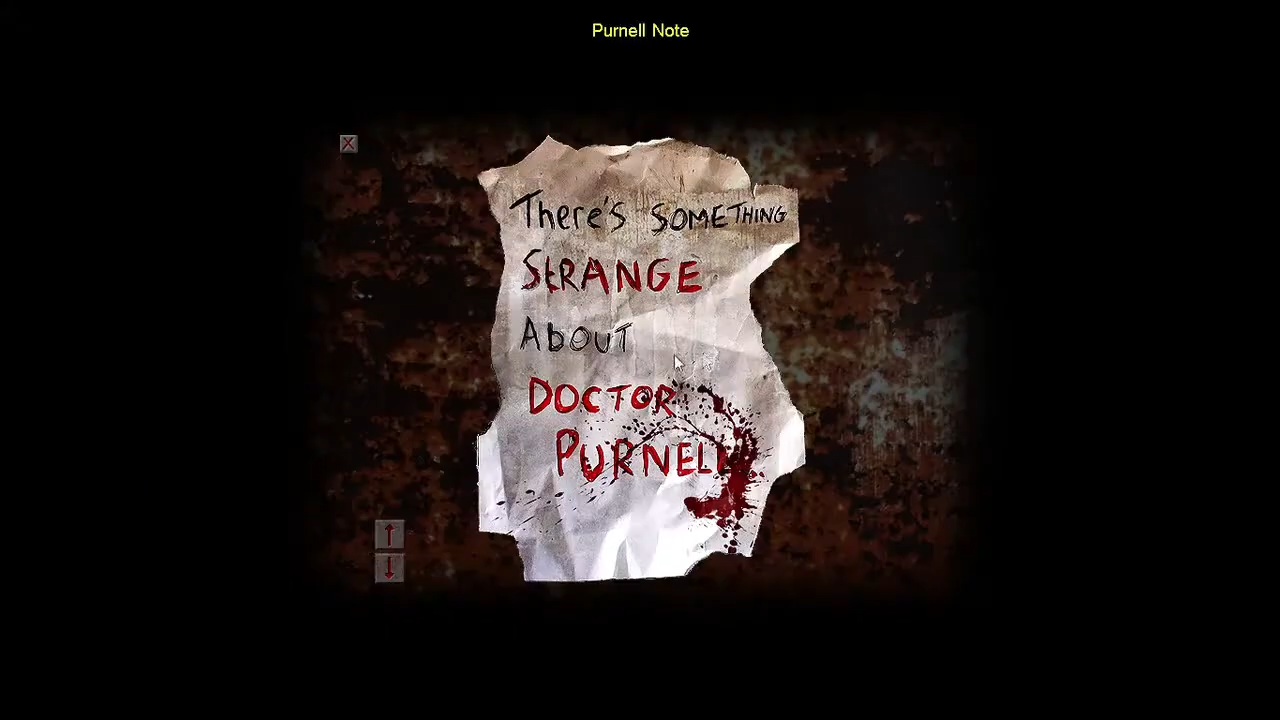 Purnell Note
There's SOMETHING
StRANGE
AboUT
DOCTOR
PURNELL